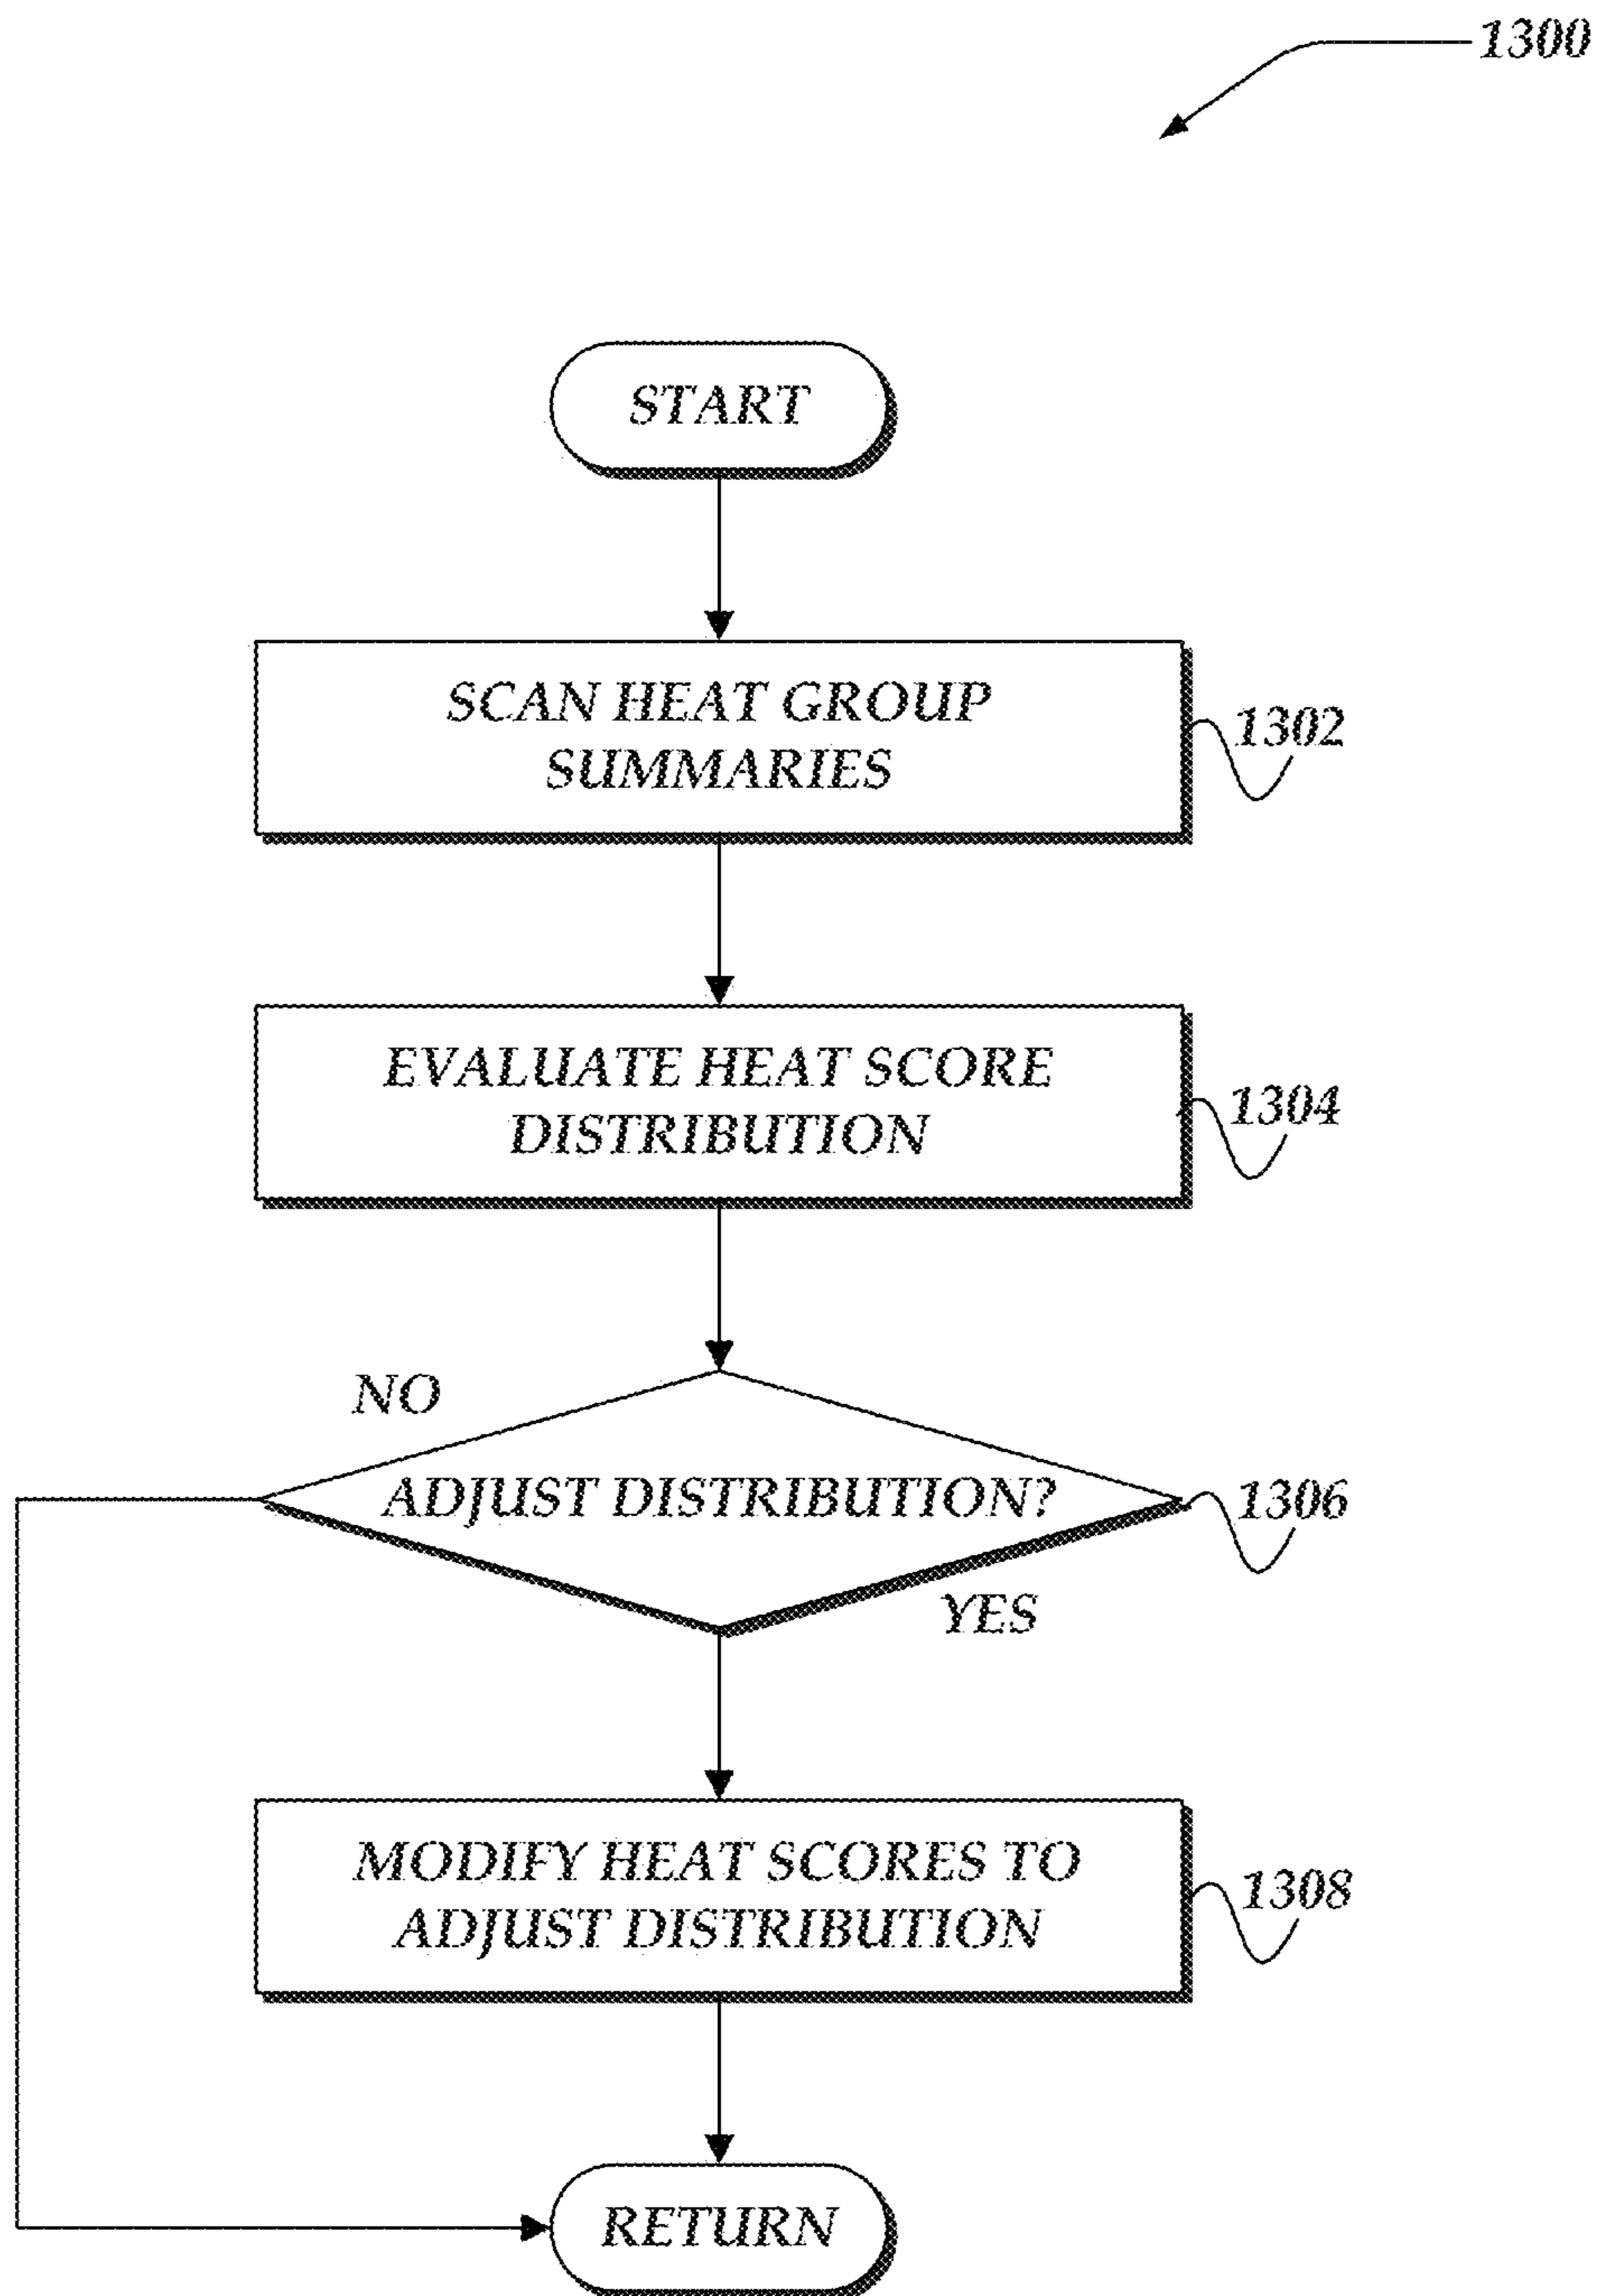 1300
START
SCAN HEAT GROUP
SUMMARIES
1302
EVALUATE HEAT SCORE
DISTRIBUTION
1304
NO
ADJUST DISTRIBUTION?
1306
YES
MODIFY HEAT SCORES TO
ADJUST DISTRIBUTION
1308
RETURN